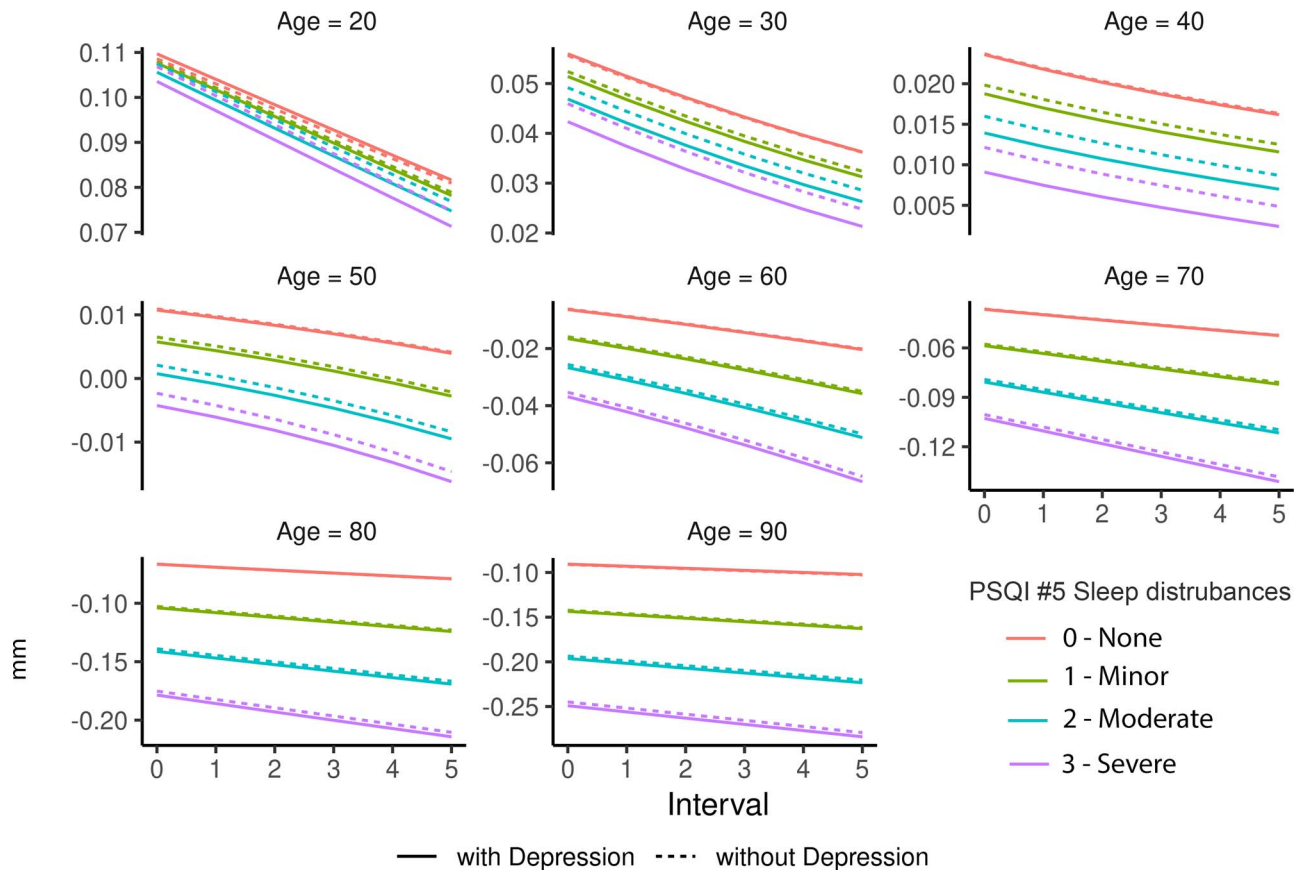 Age = 20
Age = 30
Age = 40
0.11
0.10
0.09
0.08
0.07
0.05
0.04
0.03
0.02
0.020
0.015
0.010
0.005
Age = 50
Age = 60
Age = 70
0.01
0.00
-0.01
-0.02
-0.04
-0.06
-0.06
-0.09
-0.12
0 1 2 3 4 5
Age = 80
Age = 90
-0.10
-0.15
-0.20
0 1 2 3 4 5
-0.10
-0.15
-0.20
-0.25
0 1 2 3 4 5
mm
Interval
PSQI #5 Sleep distrubances
0 - None
1 - Minor
2 - Moderate
3 - Severe
with Depression
without Depression